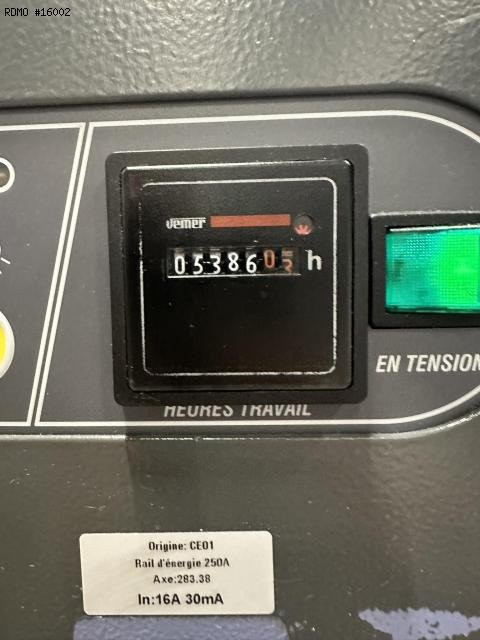 RDMO #16002
vemer
0538605 h
EN TENSION
HEURES TRAVAIL
Origine: CE01
Rail d'énergie 250A
Axe:283.38
In:16A 30mA